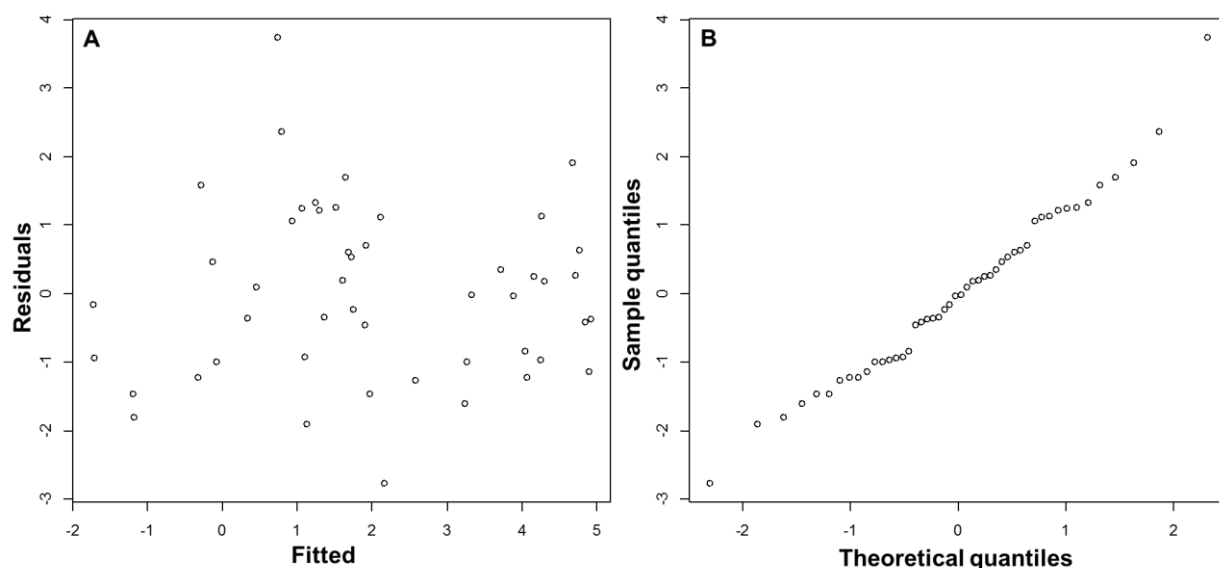 A
4
3
2
1
0
-1
-2
-3
Residuals
-2 -1 0 1 2 3 4 5
Fitted
B
4
3
2
1
0
-1
-2
-3
Sample quantiles
-2 -1 0 1 2
Theoretical quantiles